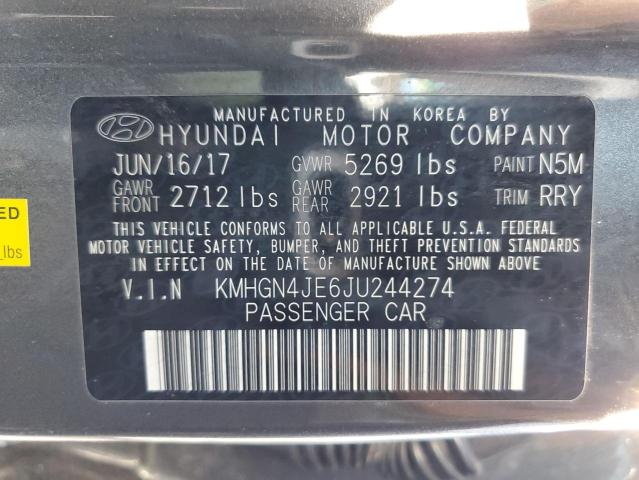 MANUFACTURED IN KOREA BY
HYUNDAI MOTOR COMPANY
JUN/16/17 GVWR 5269 lbs PAINT N5M
GAWR FRONT 2712 lbs GAWR REAR 2921 lbs TRIM RRY
THIS VEHICLE CONFORMS TO ALL APPLICABLE U.S.A. FEDERAL
MOTOR VEHICLE SAFETY, BUMPER, AND THEFT PREVENTION STANDARDS
IN EFFECT ON THE DATE OF MANUFACTURE SHOWN ABOVE.
V.I.N KMHGN4JE6JU244274
PASSENGER CAR
ED
lbs